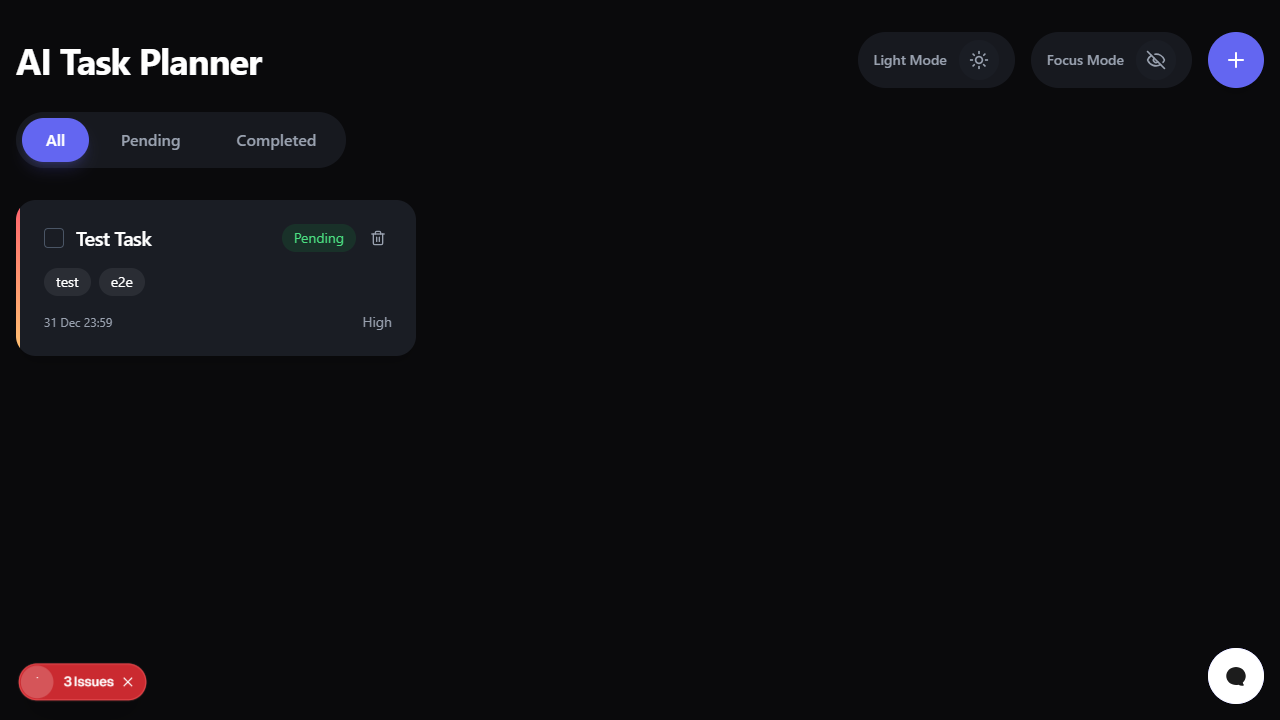 AI Task Planner
Light Mode
Focus Mode
All
Pending
Completed
Test Task
Pending
test
e2e
31 Dec 23:59
High
3 Issues